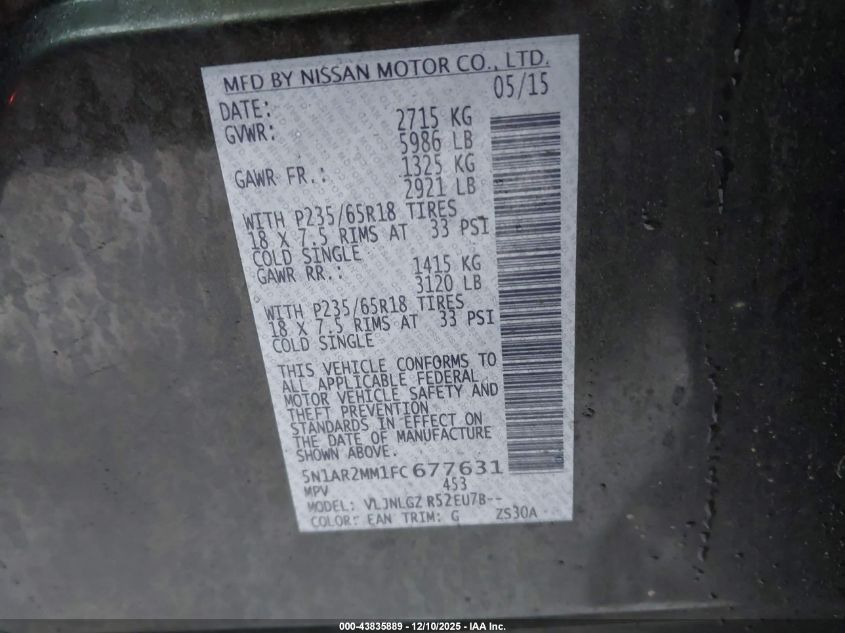 MFD BY NISSAN MOTOR CO., LTD.
DATE: 05/15
GVWR: 2715 KG
5986 LB
GAWR FR.: 1325 KG
2921 LB
WITH P235/65R18 TIRES
18 X 7.5 RIMS AT 33 PSI
COLD SINGLE
GAWR RR.: 1415 KG
3120 LB
WITH P235/65R18 TIRES
18 X 7.5 RIMS AT 33 PSI
COLD SINGLE
THIS VEHICLE CONFORMS TO
ALL APPLICABLE FEDERAL
MOTOR VEHICLE SAFETY AND
THEFT PREVENTION
STANDARDS IN EFFECT ON
THE DATE OF MANUFACTURE
SHOWN ABOVE.
5N1AR2MM1FC677631
MPV 453
MODEL: VLJNLGZ R52EU7B--
COLOR: EAN TRIM: G ZS30A
000-43835889 - 12/10/2025 - IAA Inc.